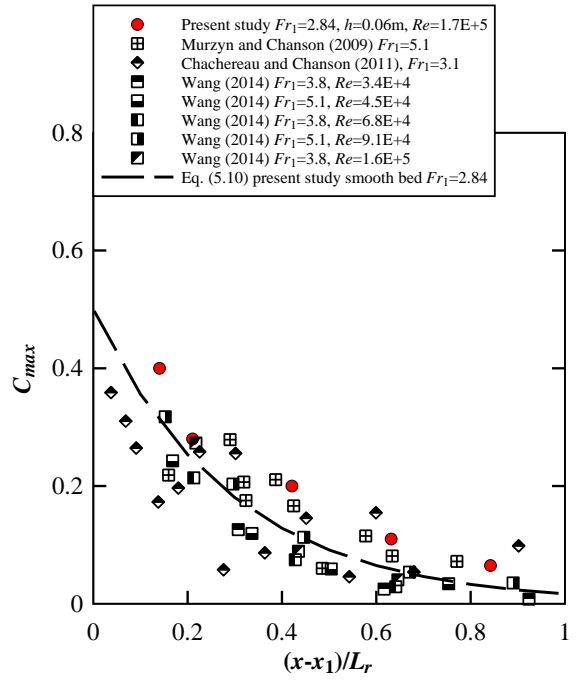 Present study Fr1=2.84, h=0.06m, Re=1.7E+5
Murzyn and Chanson (2009) Fr1=5.1
Chachereau and Chanson (2011), Fr1=3.1
Wang (2014) Fr1=3.8, Re=3.4E+4
Wang (2014) Fr1=5.1, Re=4.5E+4
Wang (2014) Fr1=3.8, Re=6.8E+4
Wang (2014) Fr1=5.1, Re=9.1E+4
Wang (2014) Fr1=3.8, Re=1.6E+5
Eq. (5.10) present study smooth bed Fr1=2.84
0.8
0.6
0.4
0.2
0
Cmax
0 0.2 0.4 0.6 0.8 1
(x-x1)/Lr